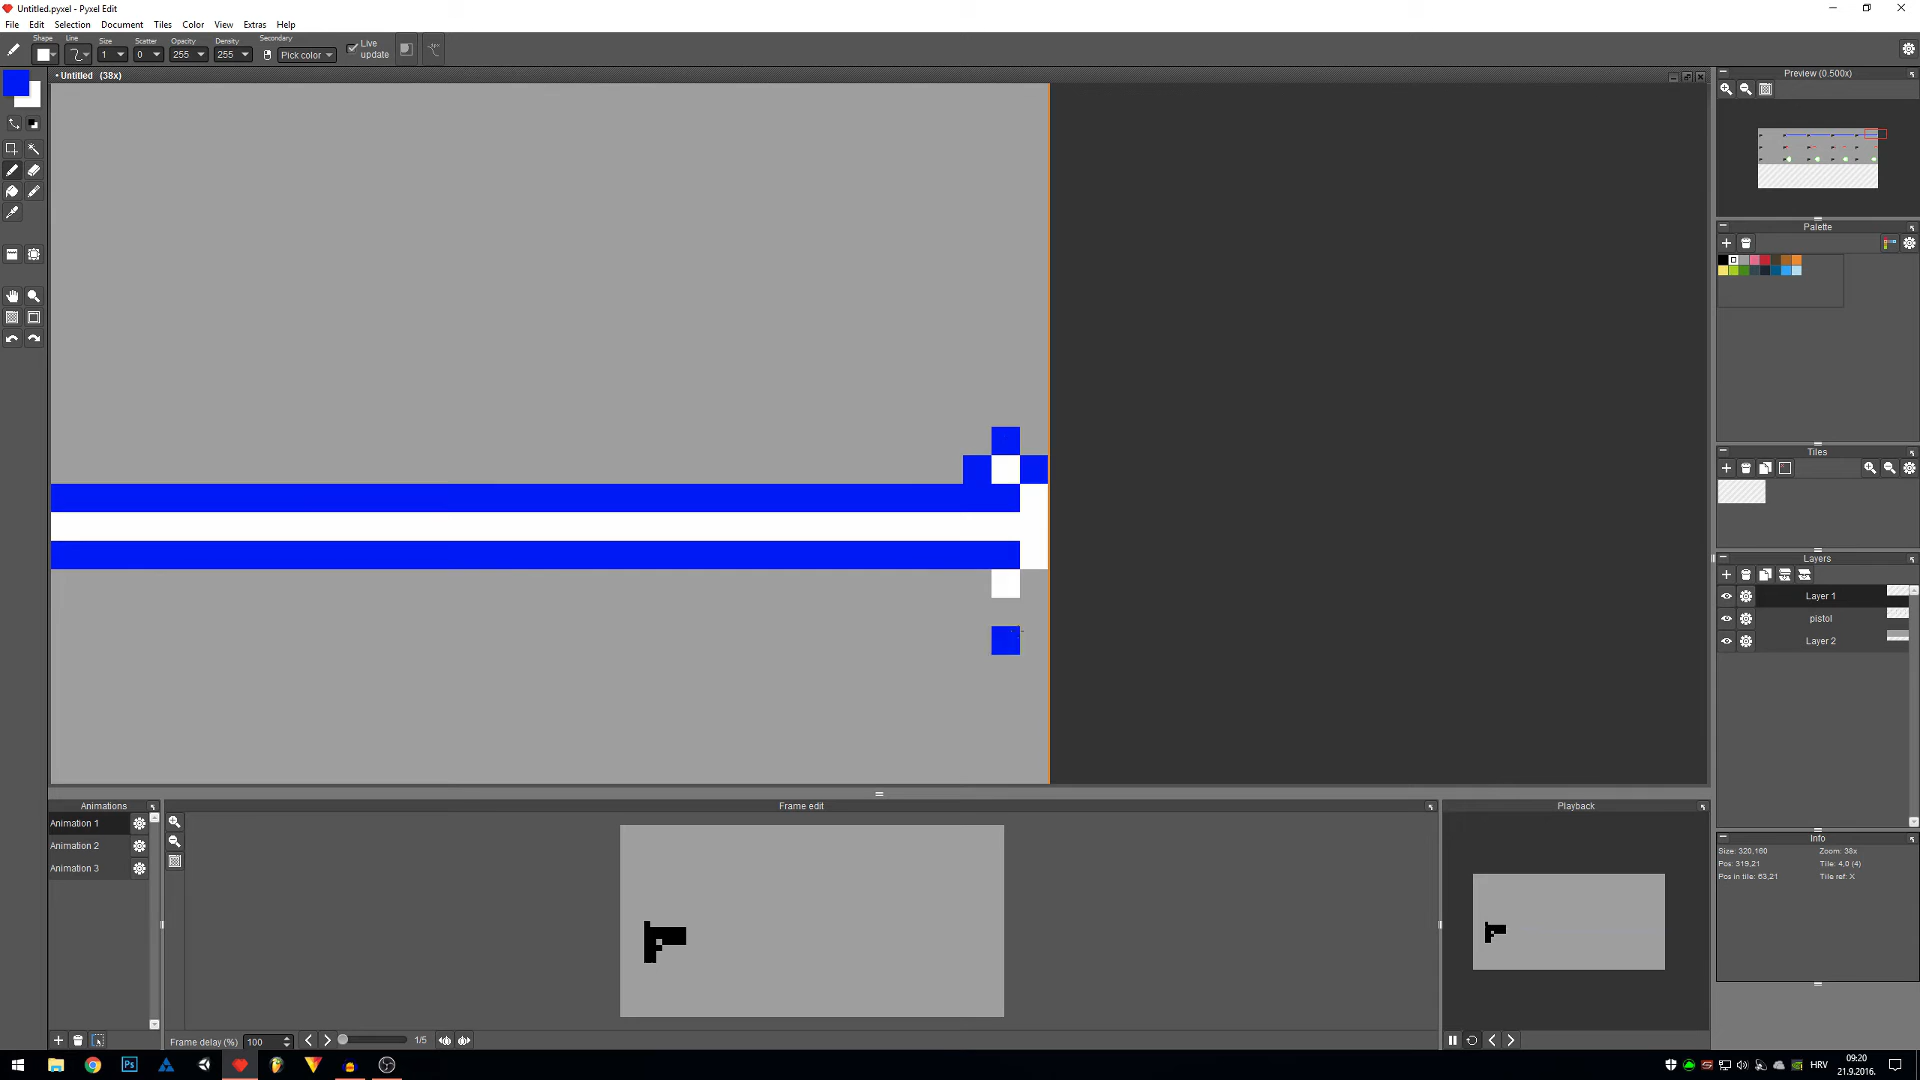 Untitled.pyxel - Pyxel Edit
File Edit Selection Document Tiles Color View Extras Help
Shape Line Size Scatter Opacity Density Secondary
1 0 255 255 Pick color Live update
• Untitled (38x)
Preview (0.500x)
Palette
Tiles
Layers
Layer 1
pistol
Layer 2
Animations
Frame edit
Playback
Animation 1
Animation 2
Animation 3
Info
Size: 320,160 Zoom: 38x
Pos: 319,21 Tile: 4,0 (4)
Pos in tile: 63,21 Tile ref: X
Frame delay (%) 100 1/5
Ps
HRV
09:20
21.9.2016.